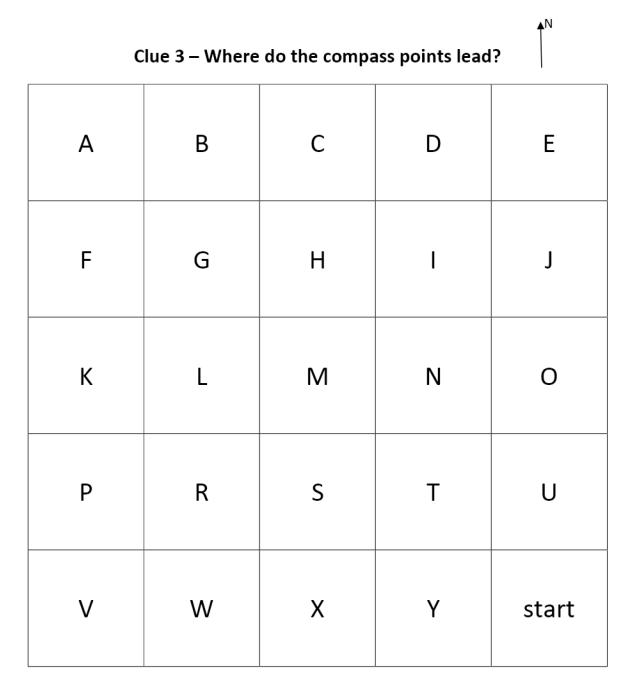 N
Clue 3 – Where do the compass points lead?
A B C D E
F G H I J
K L M N O
P R S T U
V W X Y start